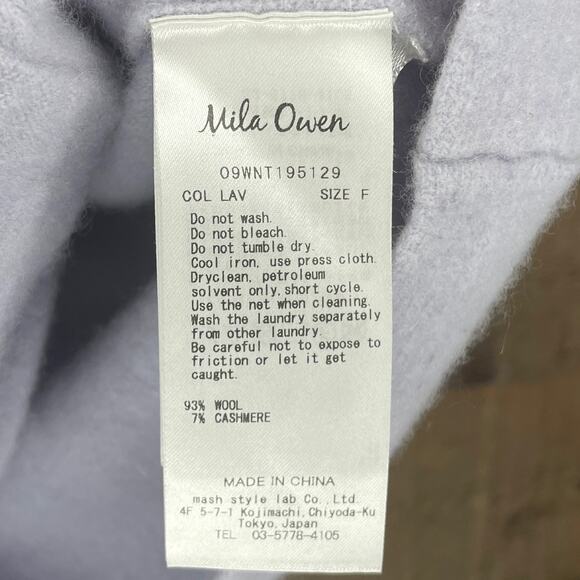 Mila Owen
09WNT195129
COL LAV SIZE F
Do not wash.
Do not bleach.
Do not tumble dry.
Cool iron, use press cloth.
Dryclean, petroleum
solvent only, short cycle.
Use the net when cleaning.
Wash the laundry separately
from other laundry.
Be careful not to expose to
friction or let it get
caught.
93% WOOL
7% CASHMERE
MADE IN CHINA
mash style lab Co., Ltd.
4F 5-7-1 Kojimachi, Chiyoda-Ku
Tokyo, Japan
TEL 03-5778-4105